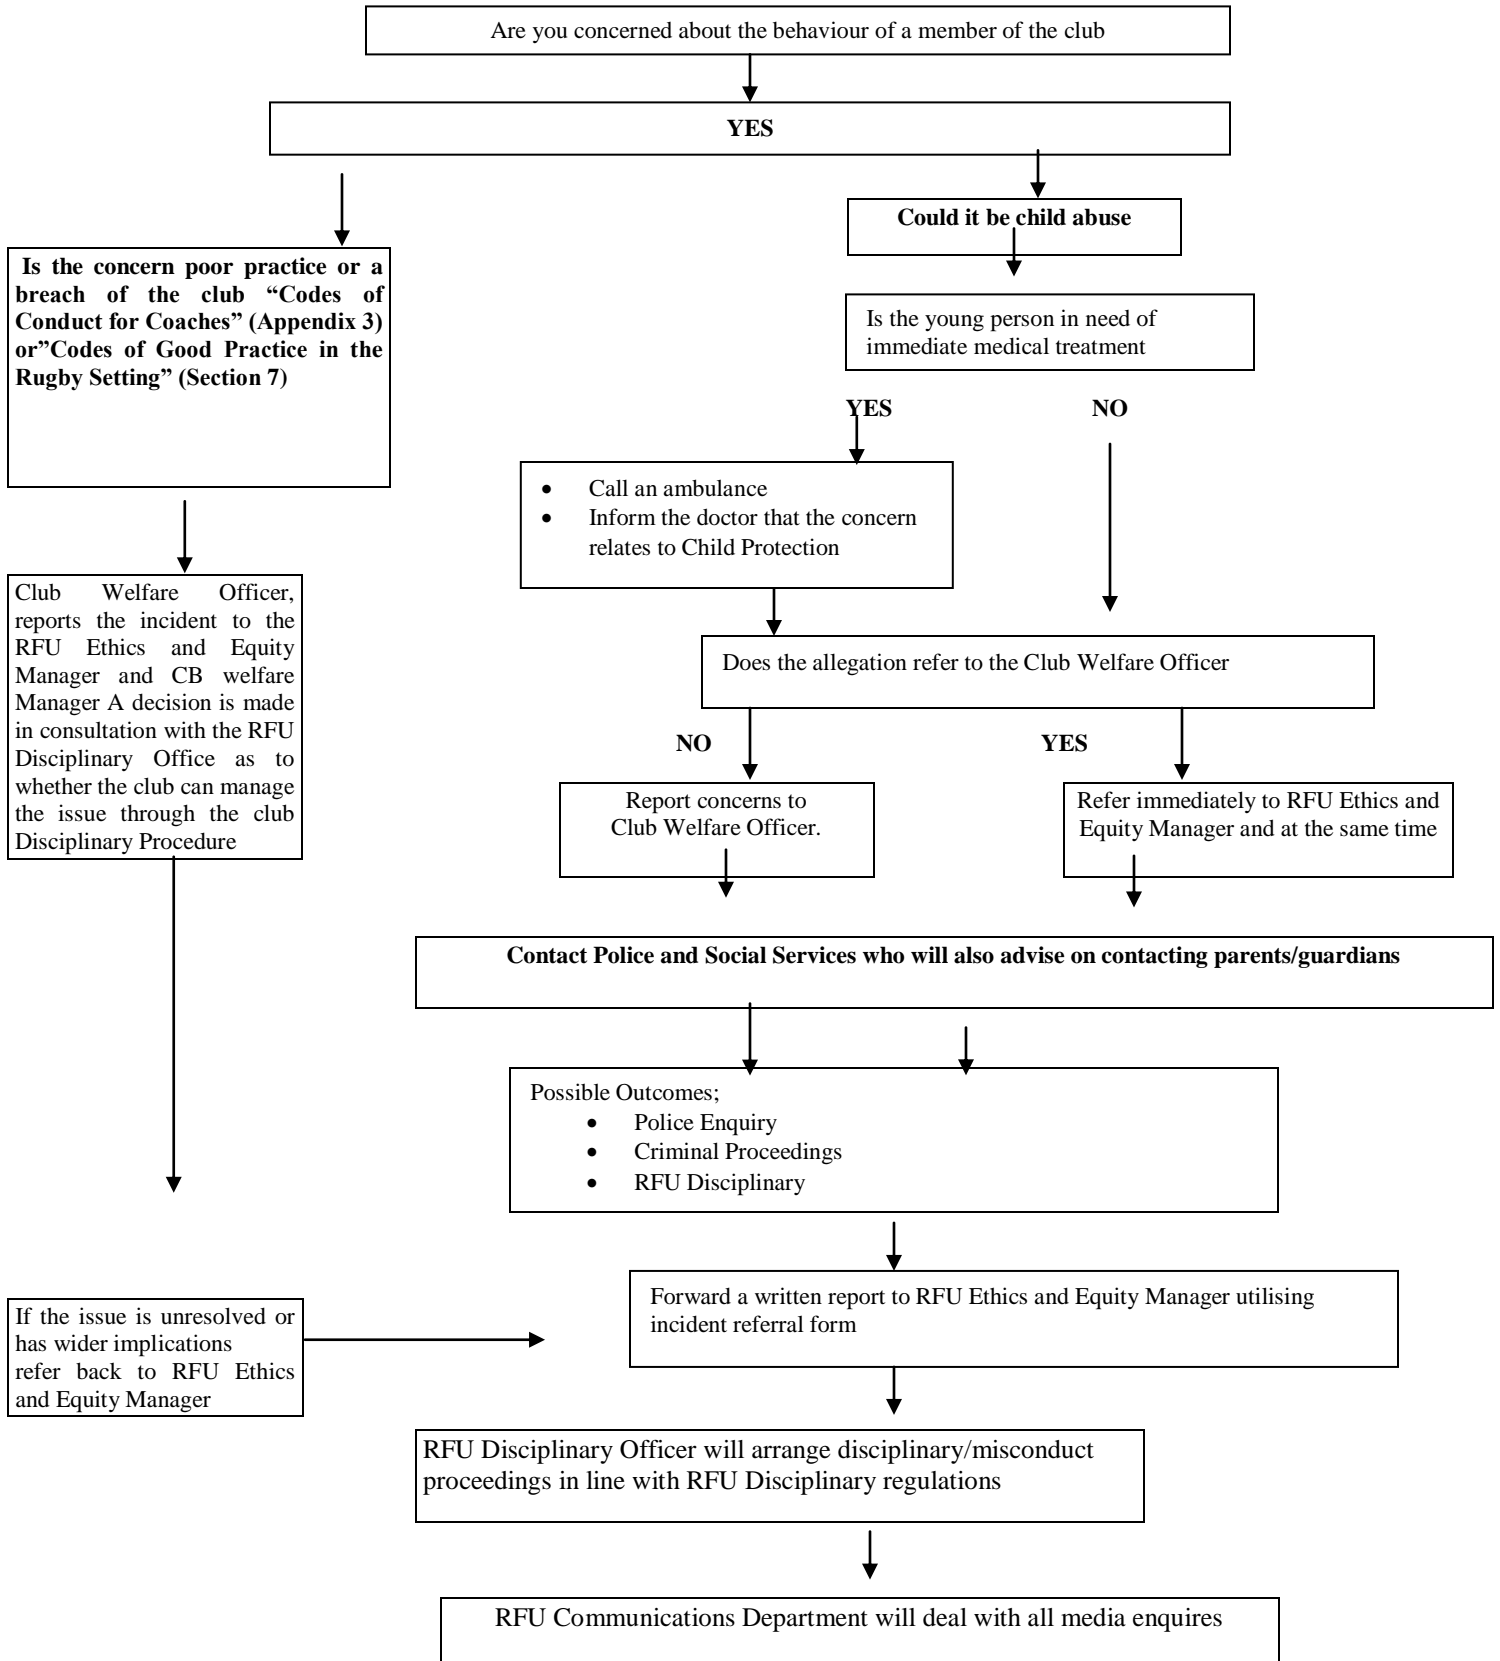 Are you concerned about the behaviour of a member of the club
YES
Could it be child abuse
Is the concern poor practice or a
breach of the club “Codes of
Conduct for Coaches” (Appendix 3)
or”Codes of Good Practice in the
Rugby Setting” (Section 7)
Is the young person in need of
immediate medical treatment
YES
NO
• Call an ambulance
• Inform the doctor that the concern
relates to Child Protection
Club Welfare Officer,
reports the incident to the
RFU Ethics and Equity
Manager and CB welfare
Manager A decision is made
in consultation with the RFU
Disciplinary Office as to
whether the club can manage
the issue through the club
Disciplinary Procedure
Does the allegation refer to the Club Welfare Officer
NO
YES
Report concerns to
Club Welfare Officer.
Refer immediately to RFU Ethics and
Equity Manager and at the same time
Contact Police and Social Services who will also advise on contacting parents/guardians
Possible Outcomes;
• Police Enquiry
• Criminal Proceedings
• RFU Disciplinary
Forward a written report to RFU Ethics and Equity Manager utilising
incident referral form
If the issue is unresolved or
has wider implications
refer back to RFU Ethics
and Equity Manager
RFU Disciplinary Officer will arrange disciplinary/misconduct
proceedings in line with RFU Disciplinary regulations
RFU Communications Department will deal with all media enquires